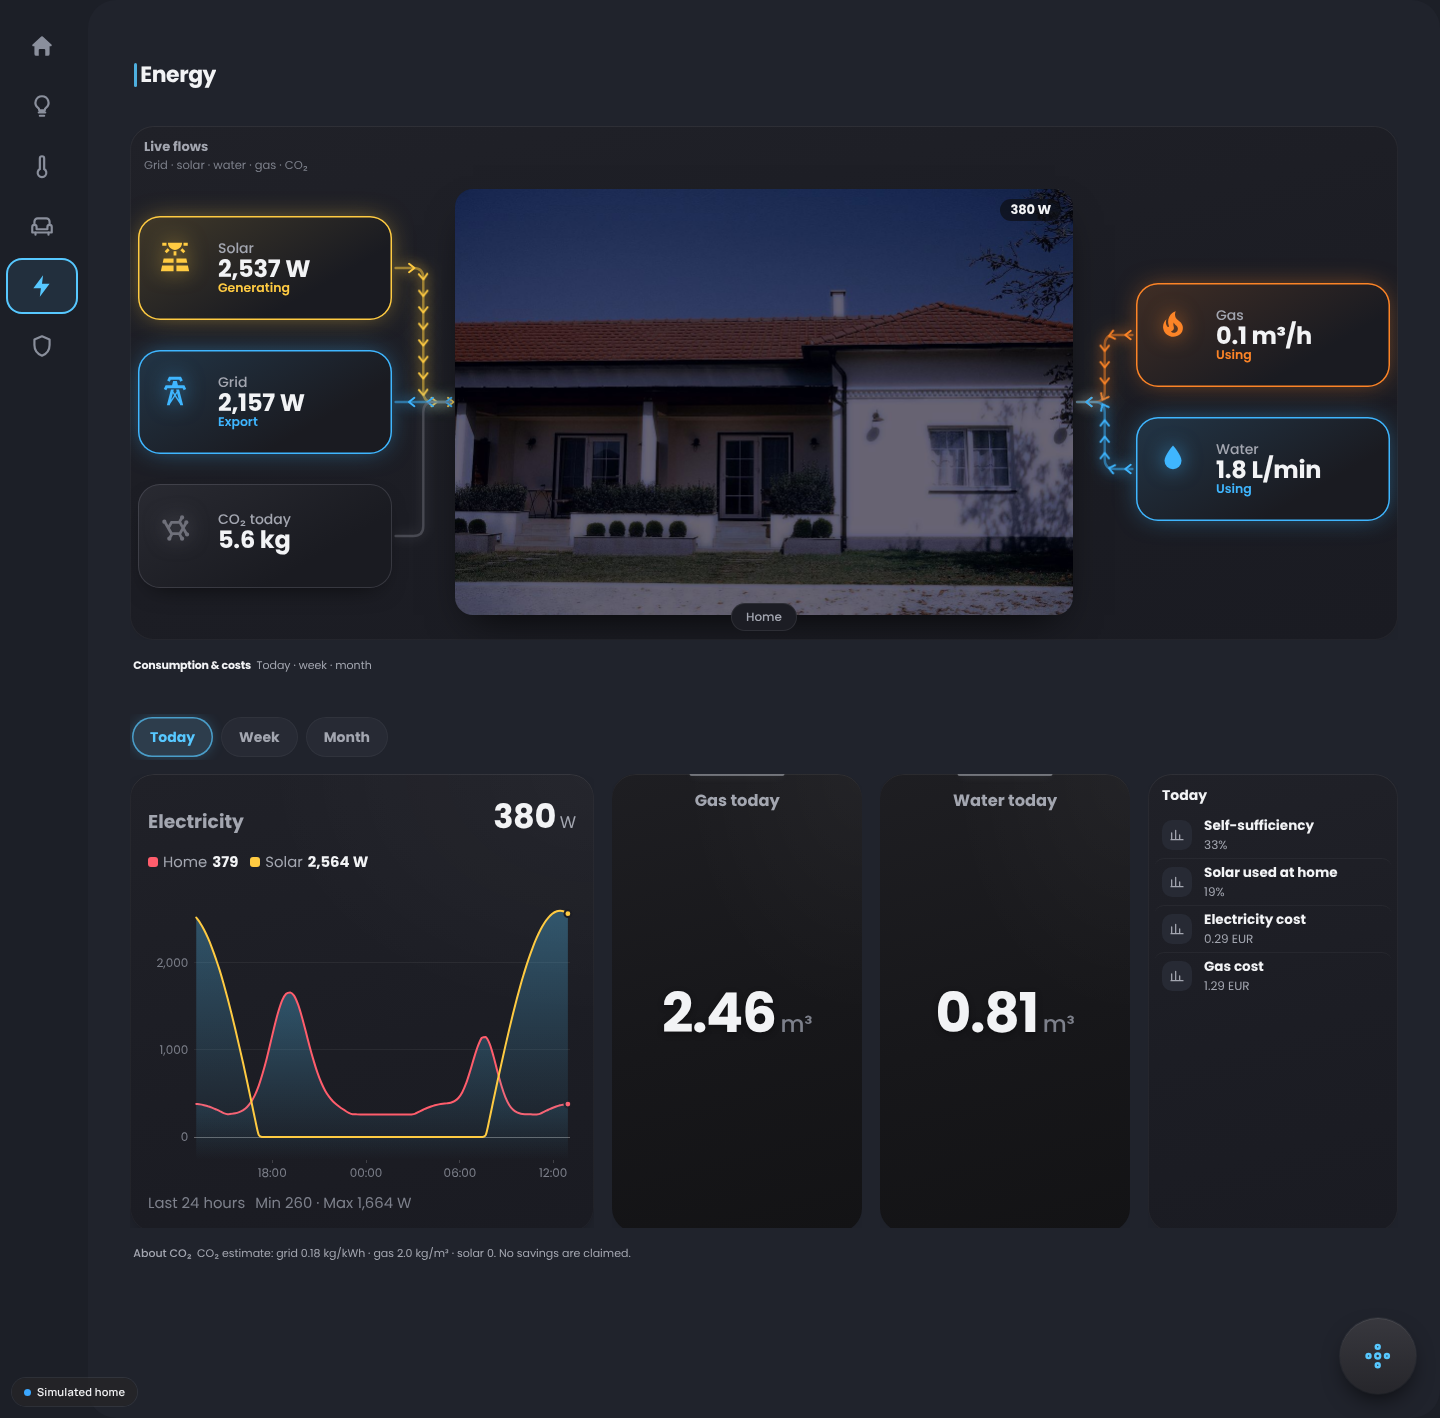 Energy
Live flows
Grid · solar · water · gas · CO₂
380 W
Solar
2,537 W
Generating
Grid
2,157 W
Export
CO₂ today
5.6 kg
Gas
0.1 m³/h
Using
Water
1.8 L/min
Using
Home
Consumption & costs Today · week · month
Today Week Month
Electricity 380 W
Home 379 Solar 2,564 W
2,000
1,000
0
18:00 00:00 06:00 12:00
Last 24 hours Min 260 · Max 1,664 W
Gas today
2.46 m³
Water today
0.81 m³
Today
Self-sufficiency
33%
Solar used at home
19%
Electricity cost
0.29 EUR
Gas cost
1.29 EUR
About CO₂ CO₂ estimate: grid 0.18 kg/kWh · gas 2.0 kg/m³ · solar 0. No savings are claimed.
Simulated home